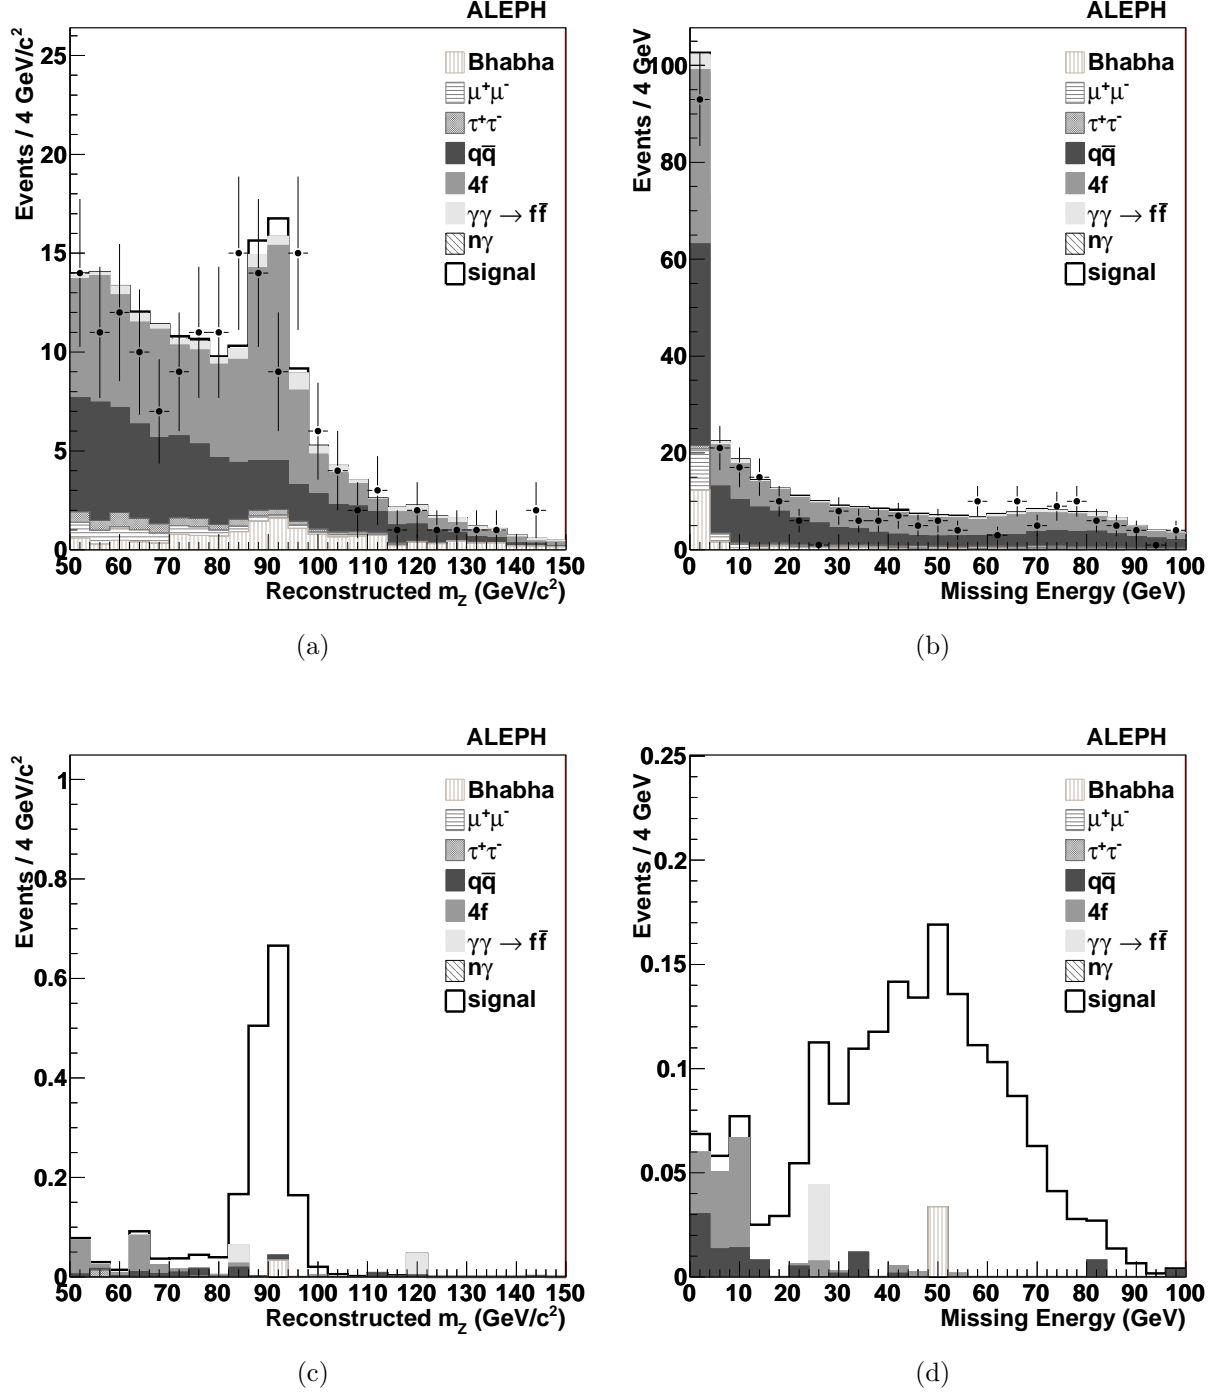 ALEPH
Events / 4 GeV/c²
25
20
15
10
5
0
Bhabha
μ⁺μ⁻
τ⁺τ⁻
qq̄
4f
γγ → ff̄
nγ
signal
50 60 70 80 90 100 110 120 130 140 150
Reconstructed m_Z (GeV/c²)
(a)
ALEPH
Events / 4 GeV
100
80
60
40
20
0
Bhabha
μ⁺μ⁻
τ⁺τ⁻
qq̄
4f
γγ → ff̄
nγ
signal
0 10 20 30 40 50 60 70 80 90 100
Missing Energy (GeV)
(b)
ALEPH
Events / 4 GeV/c²
1
0.8
0.6
0.4
0.2
0
Bhabha
μ⁺μ⁻
τ⁺τ⁻
qq̄
4f
γγ → ff̄
nγ
signal
50 60 70 80 90 100 110 120 130 140 150
Reconstructed m_Z (GeV/c²)
(c)
ALEPH
Events / 4 GeV
0.25
0.2
0.15
0.1
0.05
0
Bhabha
μ⁺μ⁻
τ⁺τ⁻
qq̄
4f
γγ → ff̄
nγ
signal
0 10 20 30 40 50 60 70 80 90 100
Missing Energy (GeV)
(d)